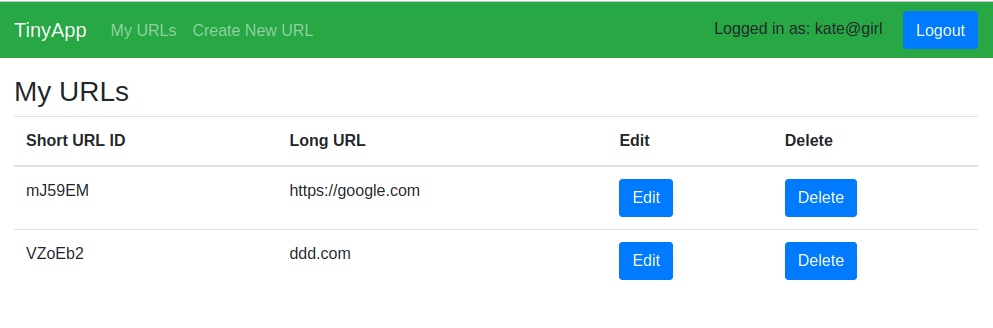 TinyApp My URLs Create New URL Logged in as: kate@girl Logout
My URLs
Short URL ID Long URL Edit Delete
mJ59EM https://google.com Edit Delete
VZoEb2 ddd.com Edit Delete